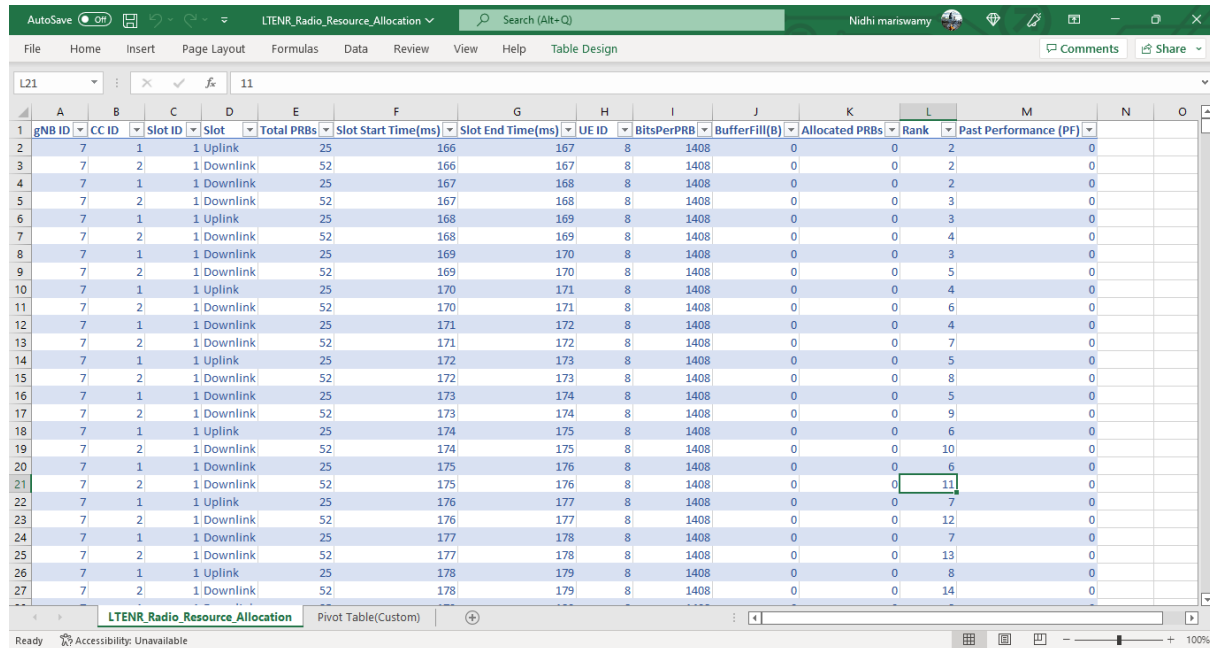 AutoSave Off LTENR_Radio_Resource_Allocation Search (Alt+Q) Nidhi mariswamy
File Home Insert Page Layout Formulas Data Review View Help Table Design Comments Share
L21 fx 11
A B C D E F G H I J K L M N O
1 gNB ID CC ID Slot ID Slot Total PRBs Slot Start Time(ms) Slot End Time(ms) UE ID BitsPerPRB BufferFill(B) Allocated PRBs Rank Past Performance (PF)
2 7 1 1 Uplink 25 166 167 8 1408 0 0 2 0
3 7 2 1 Downlink 52 166 167 8 1408 0 0 2 0
4 7 1 1 Downlink 25 167 168 8 1408 0 0 2 0
5 7 2 1 Downlink 52 167 168 8 1408 0 0 3 0
6 7 1 1 Uplink 25 168 169 8 1408 0 0 3 0
7 7 2 1 Downlink 52 168 169 8 1408 0 0 4 0
8 7 1 1 Downlink 25 169 170 8 1408 0 0 3 0
9 7 2 1 Downlink 52 169 170 8 1408 0 0 5 0
10 7 1 1 Uplink 25 170 171 8 1408 0 0 4 0
11 7 2 1 Downlink 52 170 171 8 1408 0 0 6 0
12 7 1 1 Downlink 25 171 172 8 1408 0 0 4 0
13 7 2 1 Downlink 52 171 172 8 1408 0 0 7 0
14 7 1 1 Uplink 25 172 173 8 1408 0 0 5 0
15 7 2 1 Downlink 52 172 173 8 1408 0 0 8 0
16 7 1 1 Downlink 25 173 174 8 1408 0 0 5 0
17 7 2 1 Downlink 52 173 174 8 1408 0 0 9 0
18 7 1 1 Uplink 25 174 175 8 1408 0 0 6 0
19 7 2 1 Downlink 52 174 175 8 1408 0 0 10 0
20 7 1 1 Downlink 25 175 176 8 1408 0 0 6 0
21 7 2 1 Downlink 52 175 176 8 1408 0 0 11 0
22 7 1 1 Uplink 25 176 177 8 1408 0 0 7 0
23 7 2 1 Downlink 52 176 177 8 1408 0 0 12 0
24 7 1 1 Downlink 25 177 178 8 1408 0 0 7 0
25 7 2 1 Downlink 52 177 178 8 1408 0 0 13 0
26 7 1 1 Uplink 25 178 179 8 1408 0 0 8 0
27 7 2 1 Downlink 52 178 179 8 1408 0 0 14 0
LTENR_Radio_Resource_Allocation Pivot Table(Custom)
Ready Accessibility: Unavailable 100%